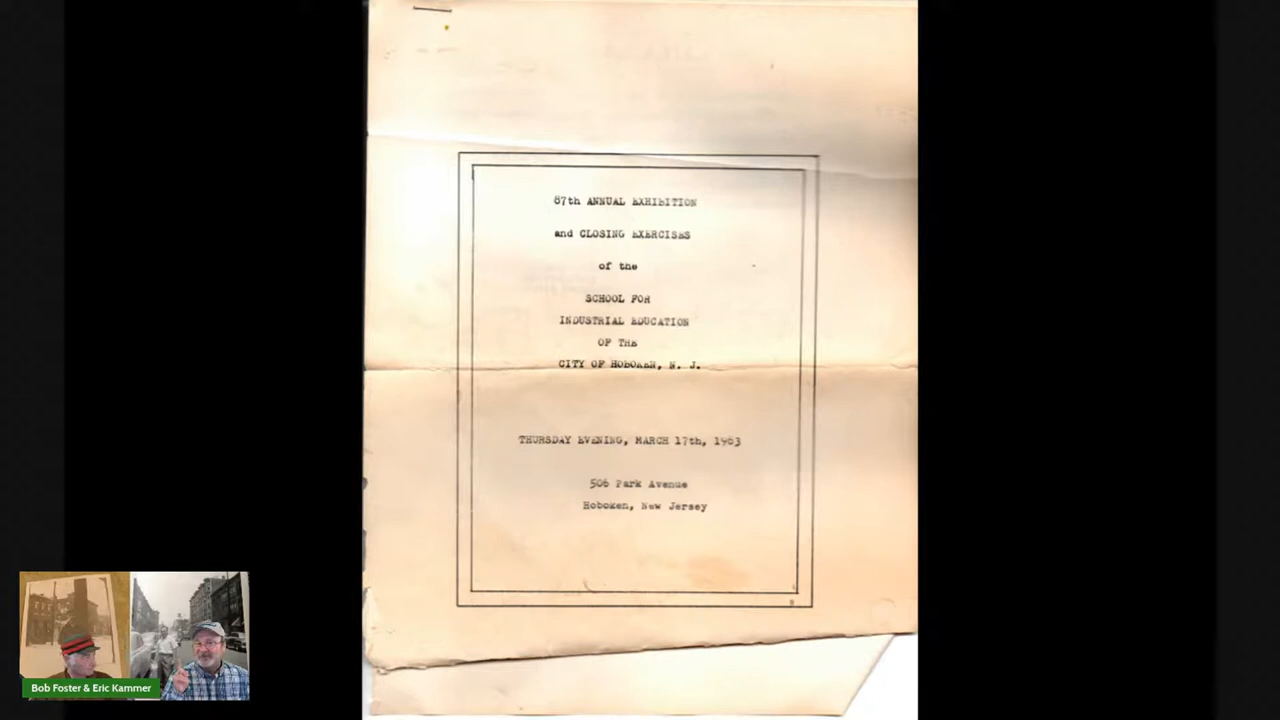 87th ANNUAL EXHIBITION
and CLOSING EXERCISES
of the
SCHOOL FOR
INDUSTRIAL EDUCATION
OF THE
CITY OF HOBOKEN, N. J.
THURSDAY EVENING, MARCH 17th, 1963
506 Park Avenue
Hoboken, New Jersey
Bob Foster & Eric Kammer